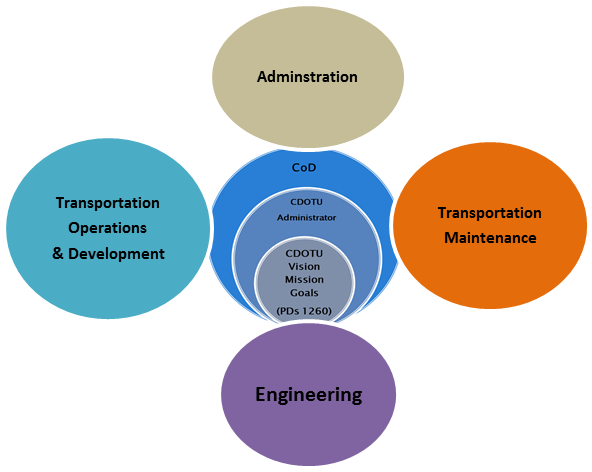 Adminstration
CoD
CDOTU
Administrator
Transportation
Operations
& Development
Transportation
Maintenance
CDOTU
Vision
Mission
Goals
(PDs 1260)
Engineering